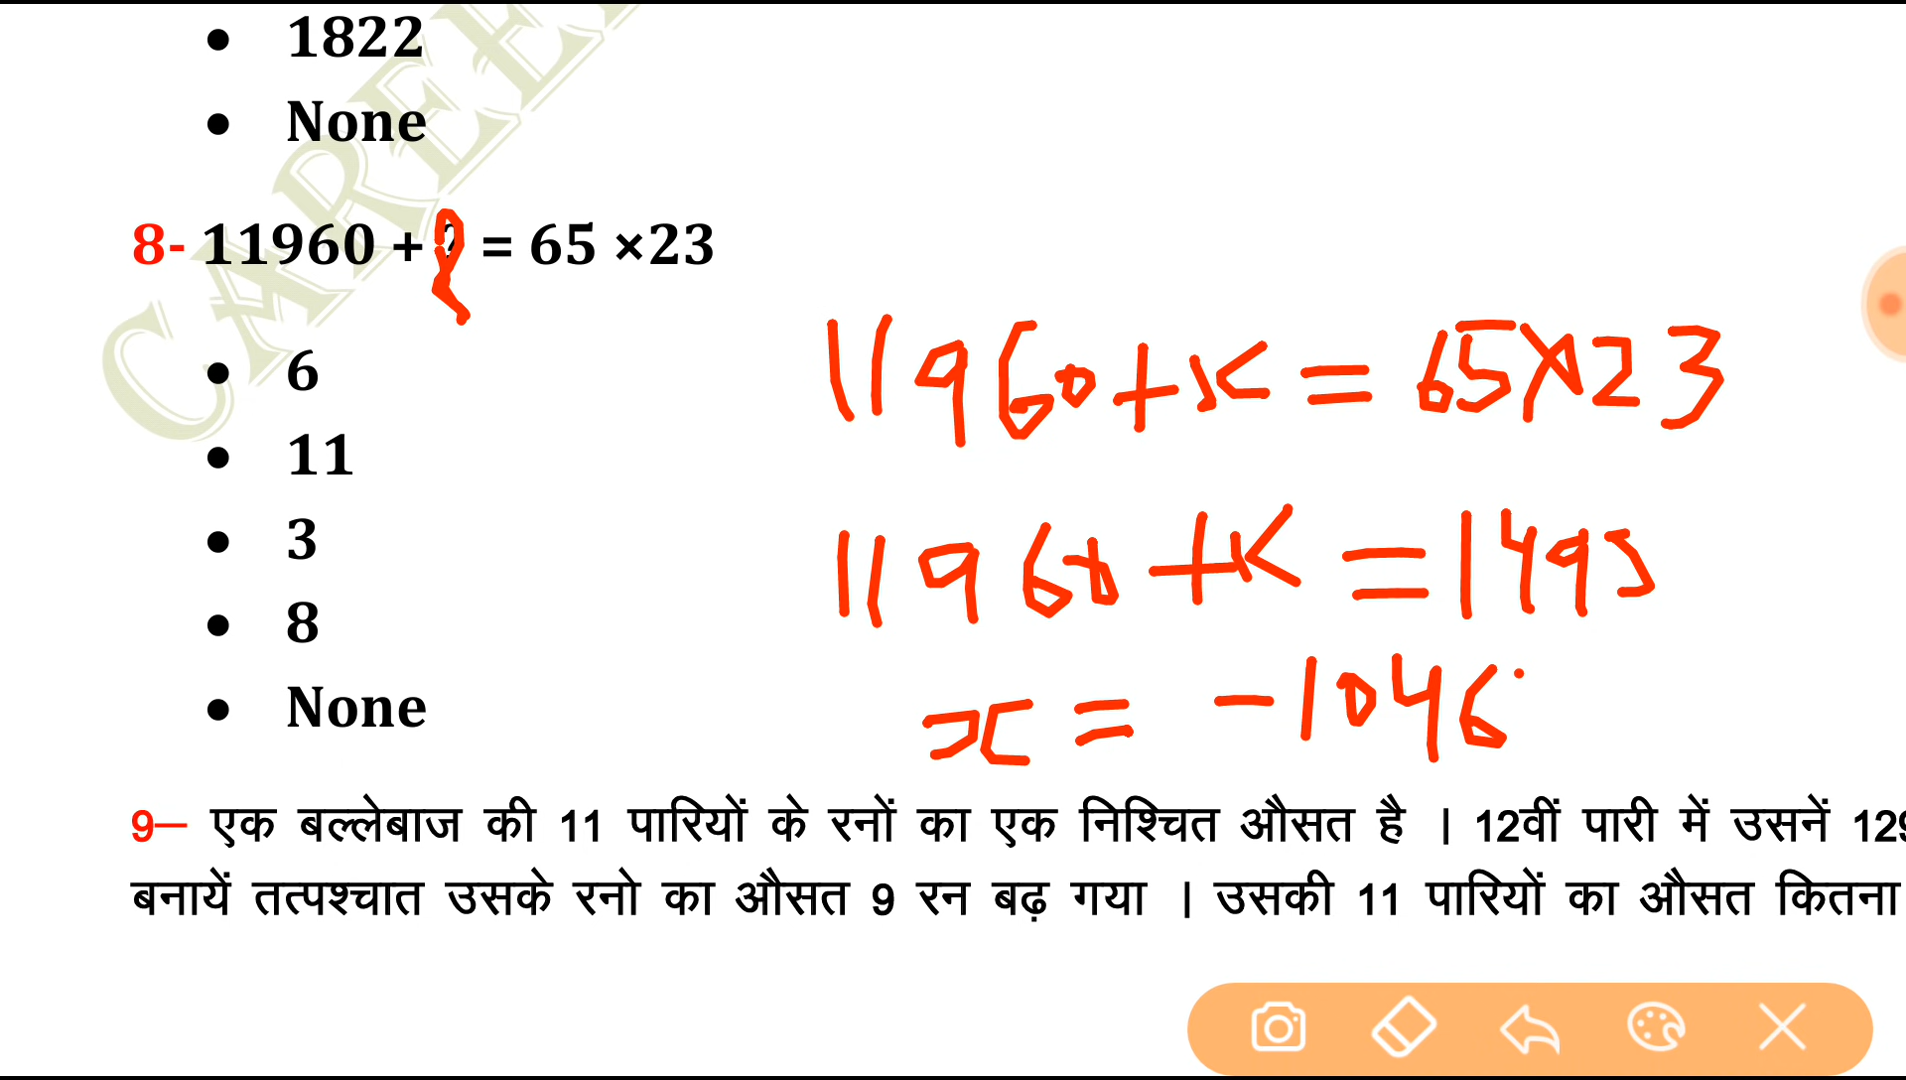 • 1822
• None
8- 11960 + ? = 65 ×23
11960+x=65×23
• 6
• 11
• 3
11960+x=1495
• 8
x=-1046
• None
9– एक बल्लेबाज की 11 पारियों के रनों का एक निश्चित औसत है । 12वीं पारी में उसनें 129
बनायें तत्पश्चात उसके रनो का औसत 9 रन बढ़ गया । उसकी 11 पारियों का औसत कितना